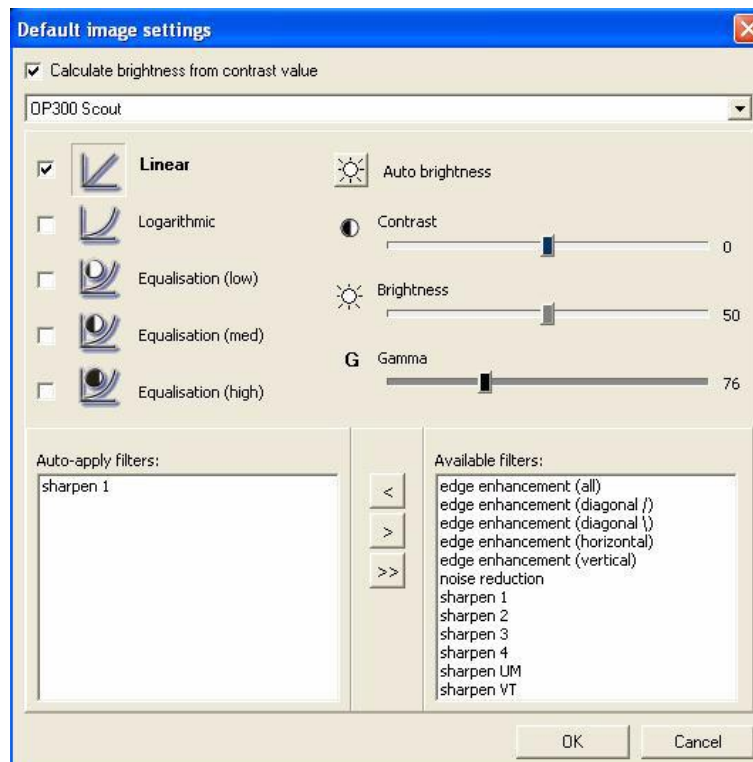 Default image settings
Calculate brightness from contrast value
OP300 Scout
Linear
Logarithmic
Equalisation (low)
Equalisation (med)
Equalisation (high)
Auto brightness
Contrast
0
Brightness
50
G Gamma
76
Auto-apply filters:
sharpen 1
<
>
>>
Available filters:
edge enhancement (all)
edge enhancement (diagonal /)
edge enhancement (diagonal \)
edge enhancement (horizontal)
edge enhancement (vertical)
noise reduction
sharpen 1
sharpen 2
sharpen 3
sharpen 4
sharpen UM
sharpen VT
OK
Cancel